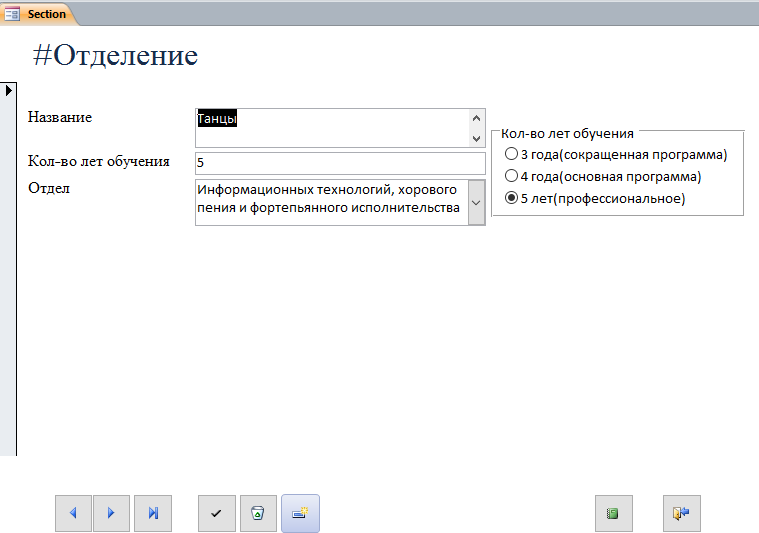 Section
#Отделение
Название
Танцы
Кол-во лет обучения
5
Отдел
Информационных технологий, хорового
пения и фортепьянного исполнительства
Кол-во лет обучения
3 года(сокращенная программа)
4 года(основная программа)
5 лет(профессиональное)